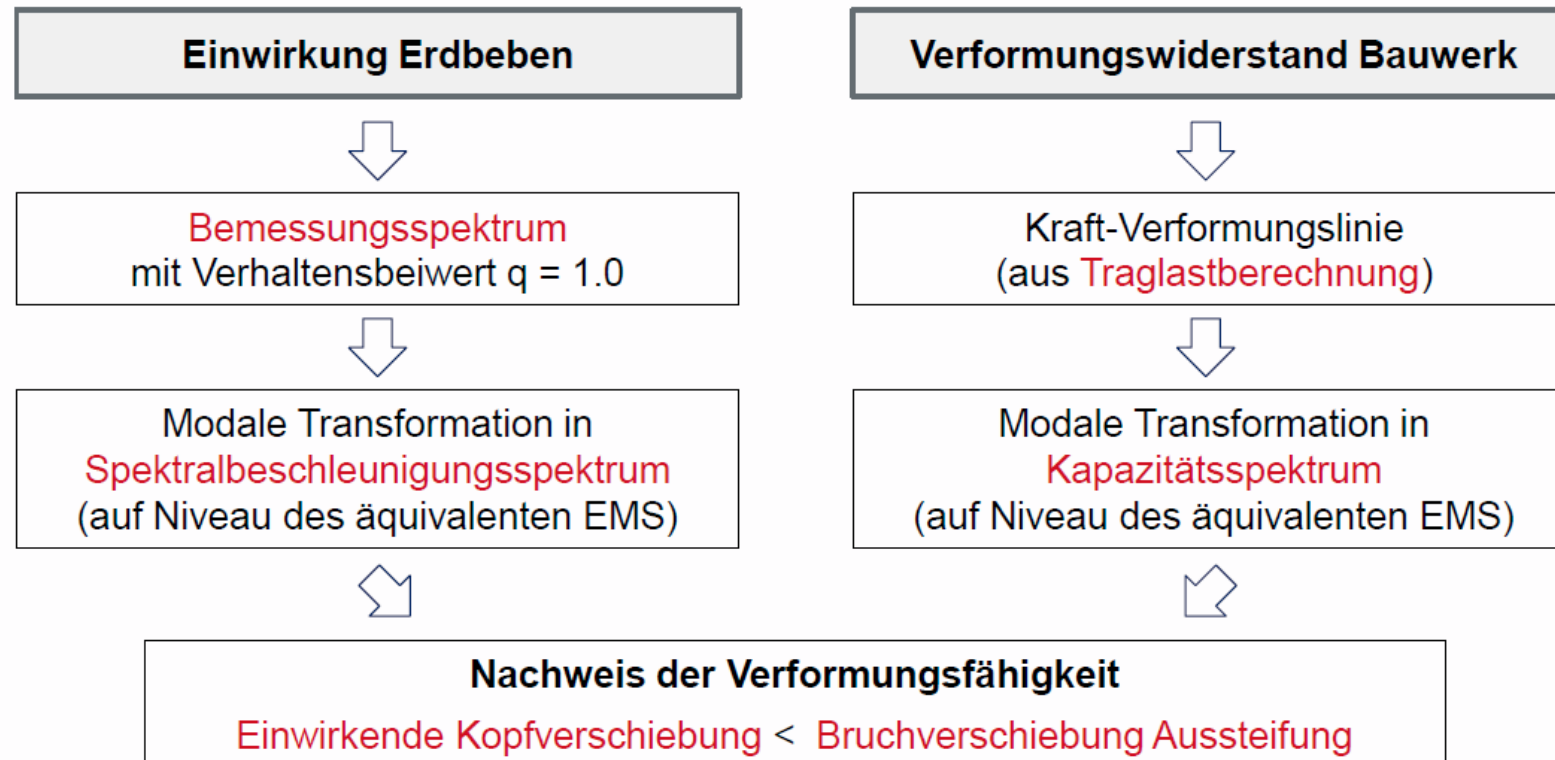 Einwirkung Erdbeben
Bemessungsspektrum
mit Verhaltensbeiwert q = 1.0
Modale Transformation in
Spektralbeschleunigungsspektrum
(auf Niveau des äquivalenten EMS)
Verformungswiderstand Bauwerk
Kraft-Verformungslinie
(aus Traglastberechnung)
Modale Transformation in
Kapazitätsspektrum
(auf Niveau des äquivalenten EMS)
Nachweis der Verformungsfähigkeit
Einwirkende Kopfverschiebung < Bruchverschiebung Aussteifung